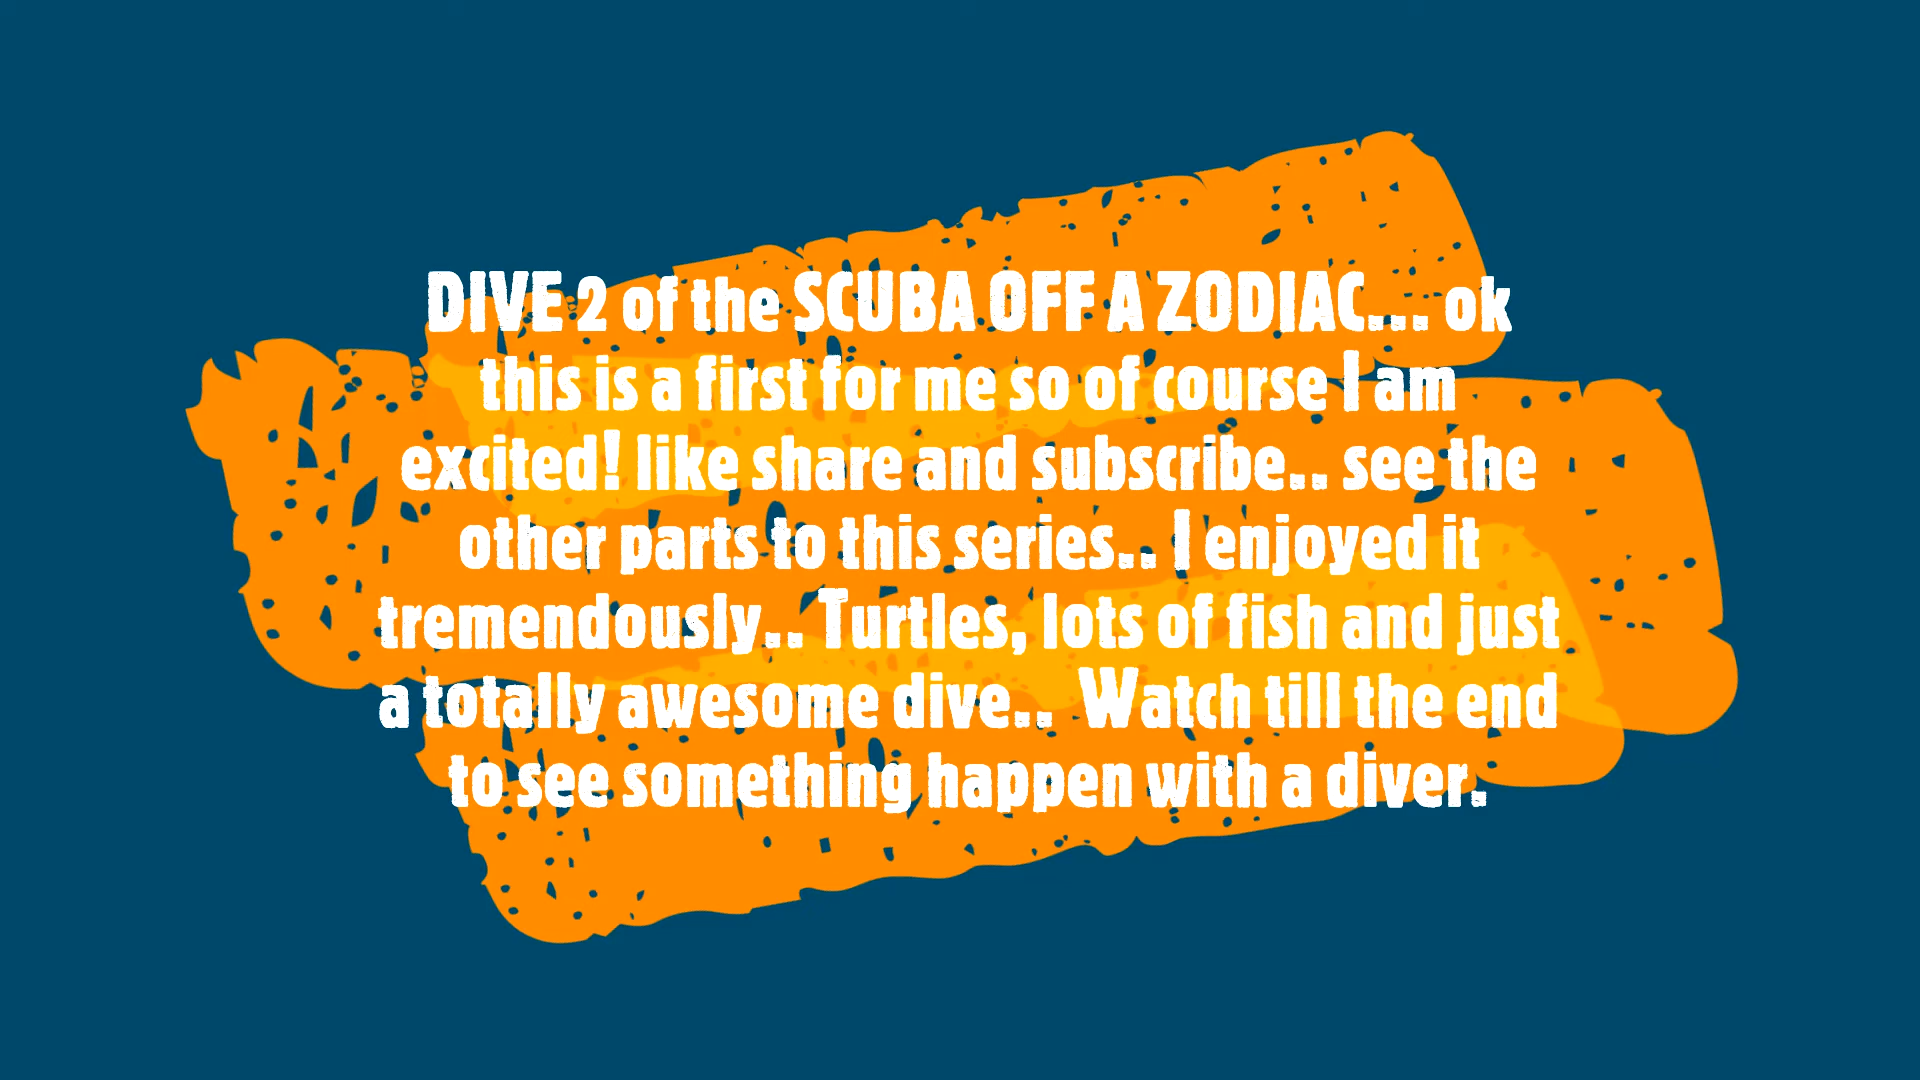 DIVE 2 of the SCUBA OFF A ZODIAC... ok
this is a first for me so of course I am
excited! like share and subscribe.. see the
other parts to this series.. I enjoyed it
tremendously.. Turtles, lots of fish and just
a totally awesome dive..  Watch till the end
to see something happen with a diver.